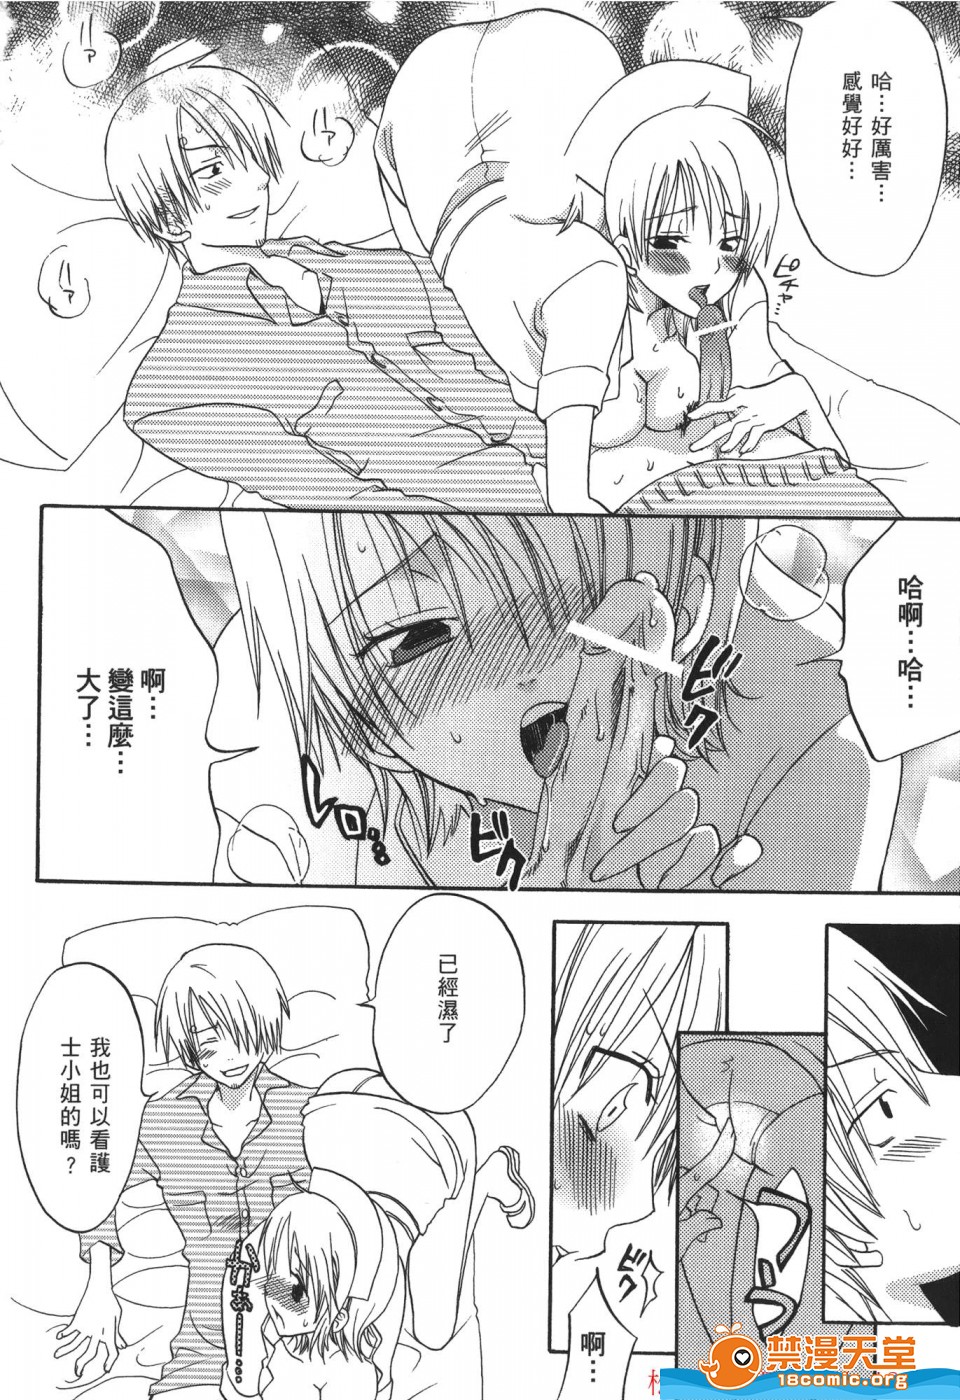 哈…好厲害…
感覺好好…
ピチャ…
哈啊…哈…
ビク
啊…
變這麼…
大了…
レロ…
ビク
啊…
ビク
已經濕了
我也可以看護
士小姐的嗎？
禁漫天堂
18comic.org